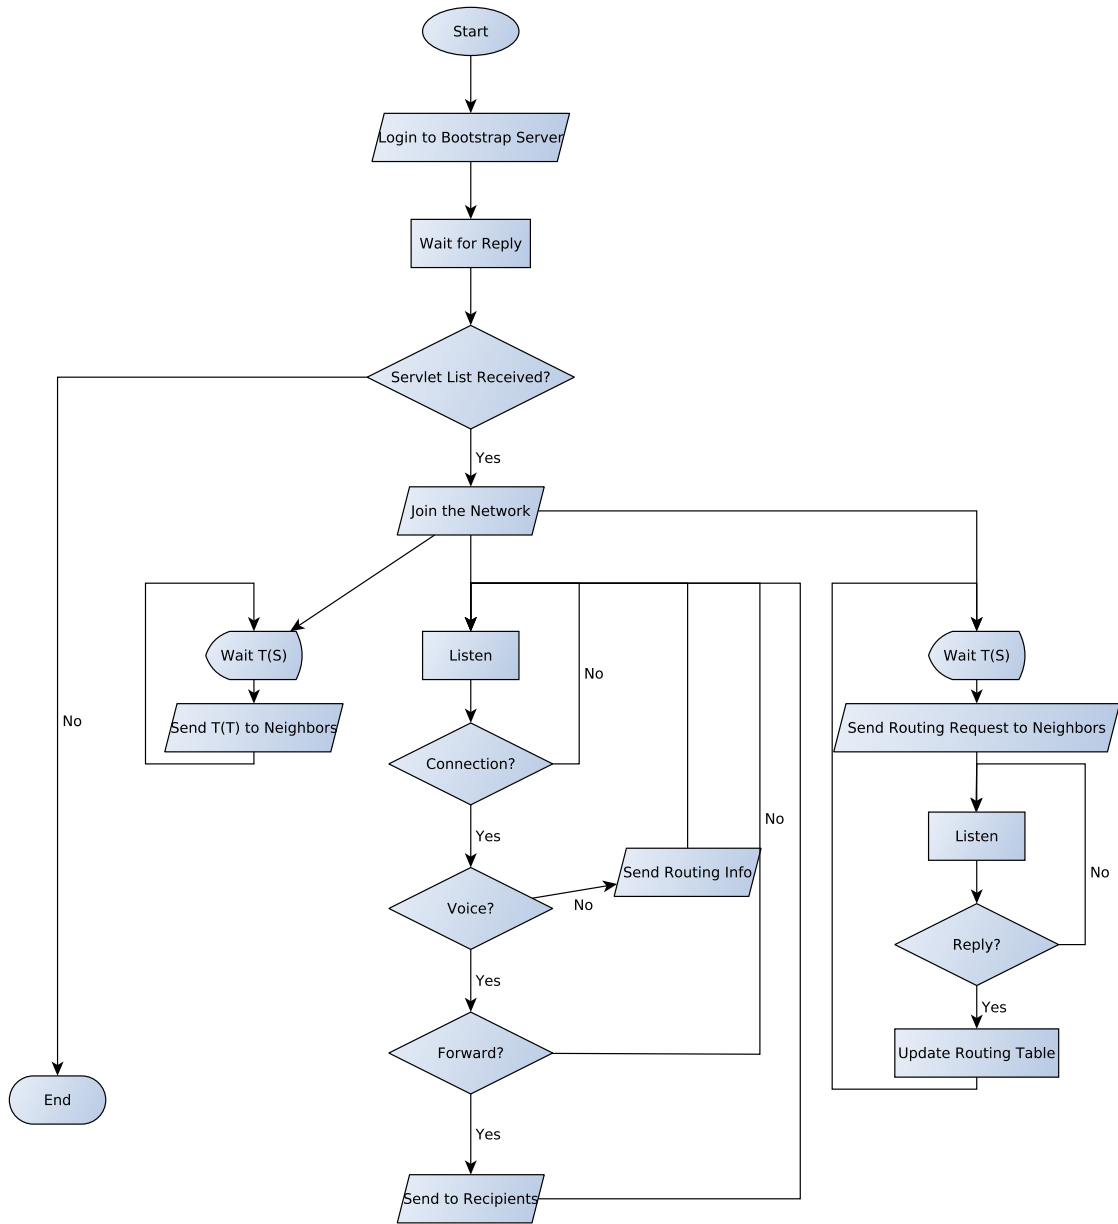 Start
Login to Bootstrap Server
Wait for Reply
Servlet List Received?
Yes
Join the Network
Wait T(S)
Listen
Wait T(S)
No
No
Send T(T) to Neighbors
Send Routing Request to Neighbors
Connection?
No
Yes
Listen
Send Routing Info
No
Voice?
No
Reply?
Yes
Yes
Forward?
Update Routing Table
End
Yes
Send to Recipients